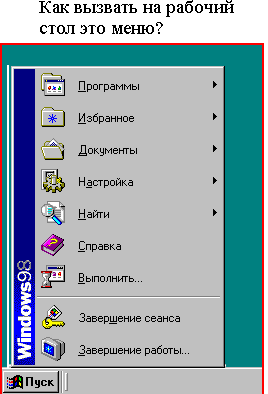 Как вызвать на рабочий
стол это меню?
Программы
Избранное
Документы
Настройка
Найти
Справка
Выполнить...
Завершение сеанса
Завершение работы...
Windows98
Пуск